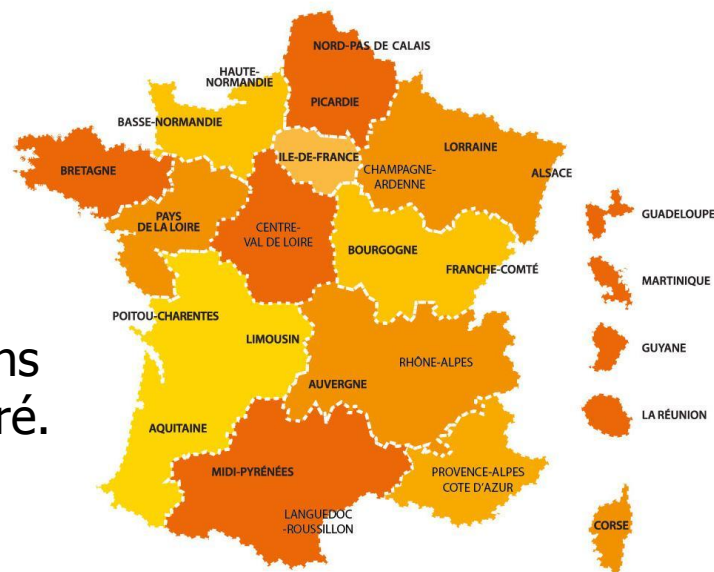 NORD-PAS DE CALAIS
HAUTE-
NORMANDIE
PICARDIE
BASSE-NORMANDIE
ILE-DE-FRANCE
LORRAINE
CHAMPAGNE-
ARDENNE
ALSACE
BRETAGNE
PAYS
DE LA LOIRE
CENTRE-
VAL DE LOIRE
BOURGOGNE
FRANCHE-COMTÉ
GUADELOUPE
MARTINIQUE
POITOU-CHARENTES
LIMOUSIN
GUYANE
ns
ré.
AUVERGNE
RHÔNE-ALPES
LA RÉUNION
AQUITAINE
MIDI-PYRÉNÉES
PROVENCE-ALPES
COTE D'AZUR
LANGUEDOC
-ROUSSILLON
CORSE